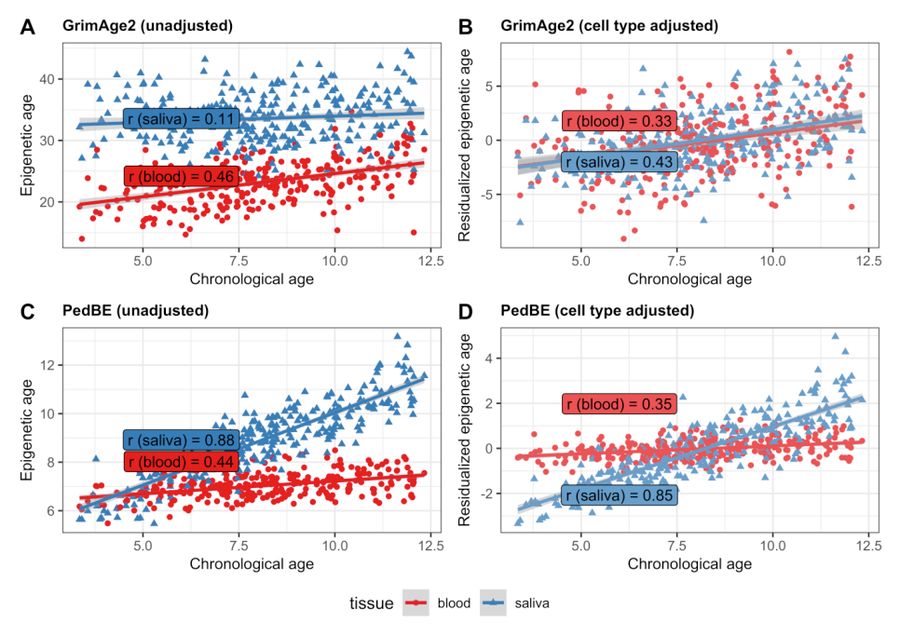 A GrimAge2 (unadjusted)
Epigenetic age
40
30
20
r (saliva) = 0.11
r (blood) = 0.46
5.0 7.5 10.0 12.5
Chronological age
B GrimAge2 (cell type adjusted)
Residualized epigenetic age
5
0
-5
r (blood) = 0.33
r (saliva) = 0.43
5.0 7.5 10.0 12.5
Chronological age
C PedBE (unadjusted)
Epigenetic age
12
10
8
6
r (saliva) = 0.88
r (blood) = 0.44
5.0 7.5 10.0 12.5
Chronological age
D PedBE (cell type adjusted)
Residualized epigenetic age
4
2
0
-2
r (blood) = 0.35
r (saliva) = 0.85
5.0 7.5 10.0 12.5
Chronological age
tissue blood saliva